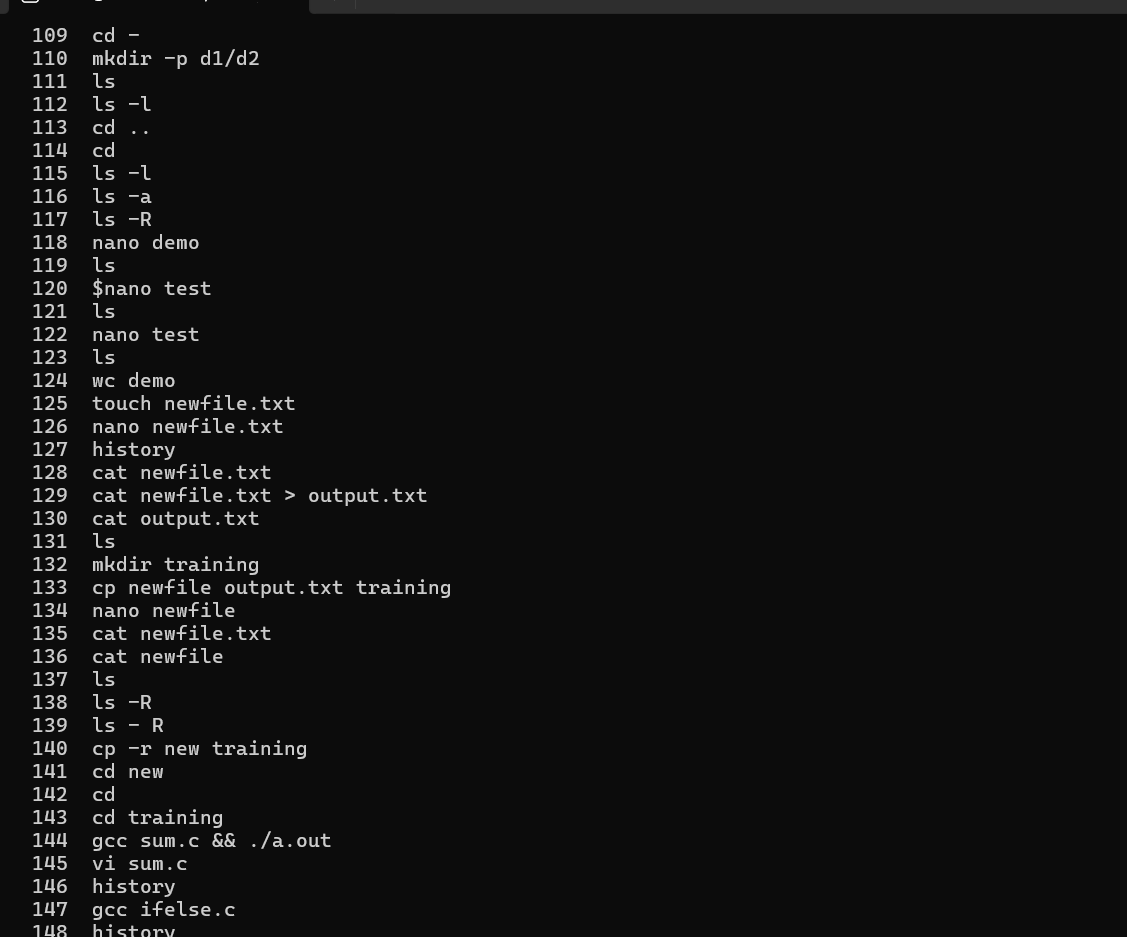 109 cd -
110 mkdir -p d1/d2
111 ls
112 ls -l
113 cd ..
114 cd
115 ls -l
116 ls -a
117 ls -R
118 nano demo
119 ls
120 $nano test
121 ls
122 nano test
123 ls
124 wc demo
125 touch newfile.txt
126 nano newfile.txt
127 history
128 cat newfile.txt
129 cat newfile.txt > output.txt
130 cat output.txt
131 ls
132 mkdir training
133 cp newfile output.txt training
134 nano newfile
135 cat newfile.txt
136 cat newfile
137 ls
138 ls -R
139 ls - R
140 cp -r new training
141 cd new
142 cd
143 cd training
144 gcc sum.c && ./a.out
145 vi sum.c
146 history
147 gcc ifelse.c
148 history